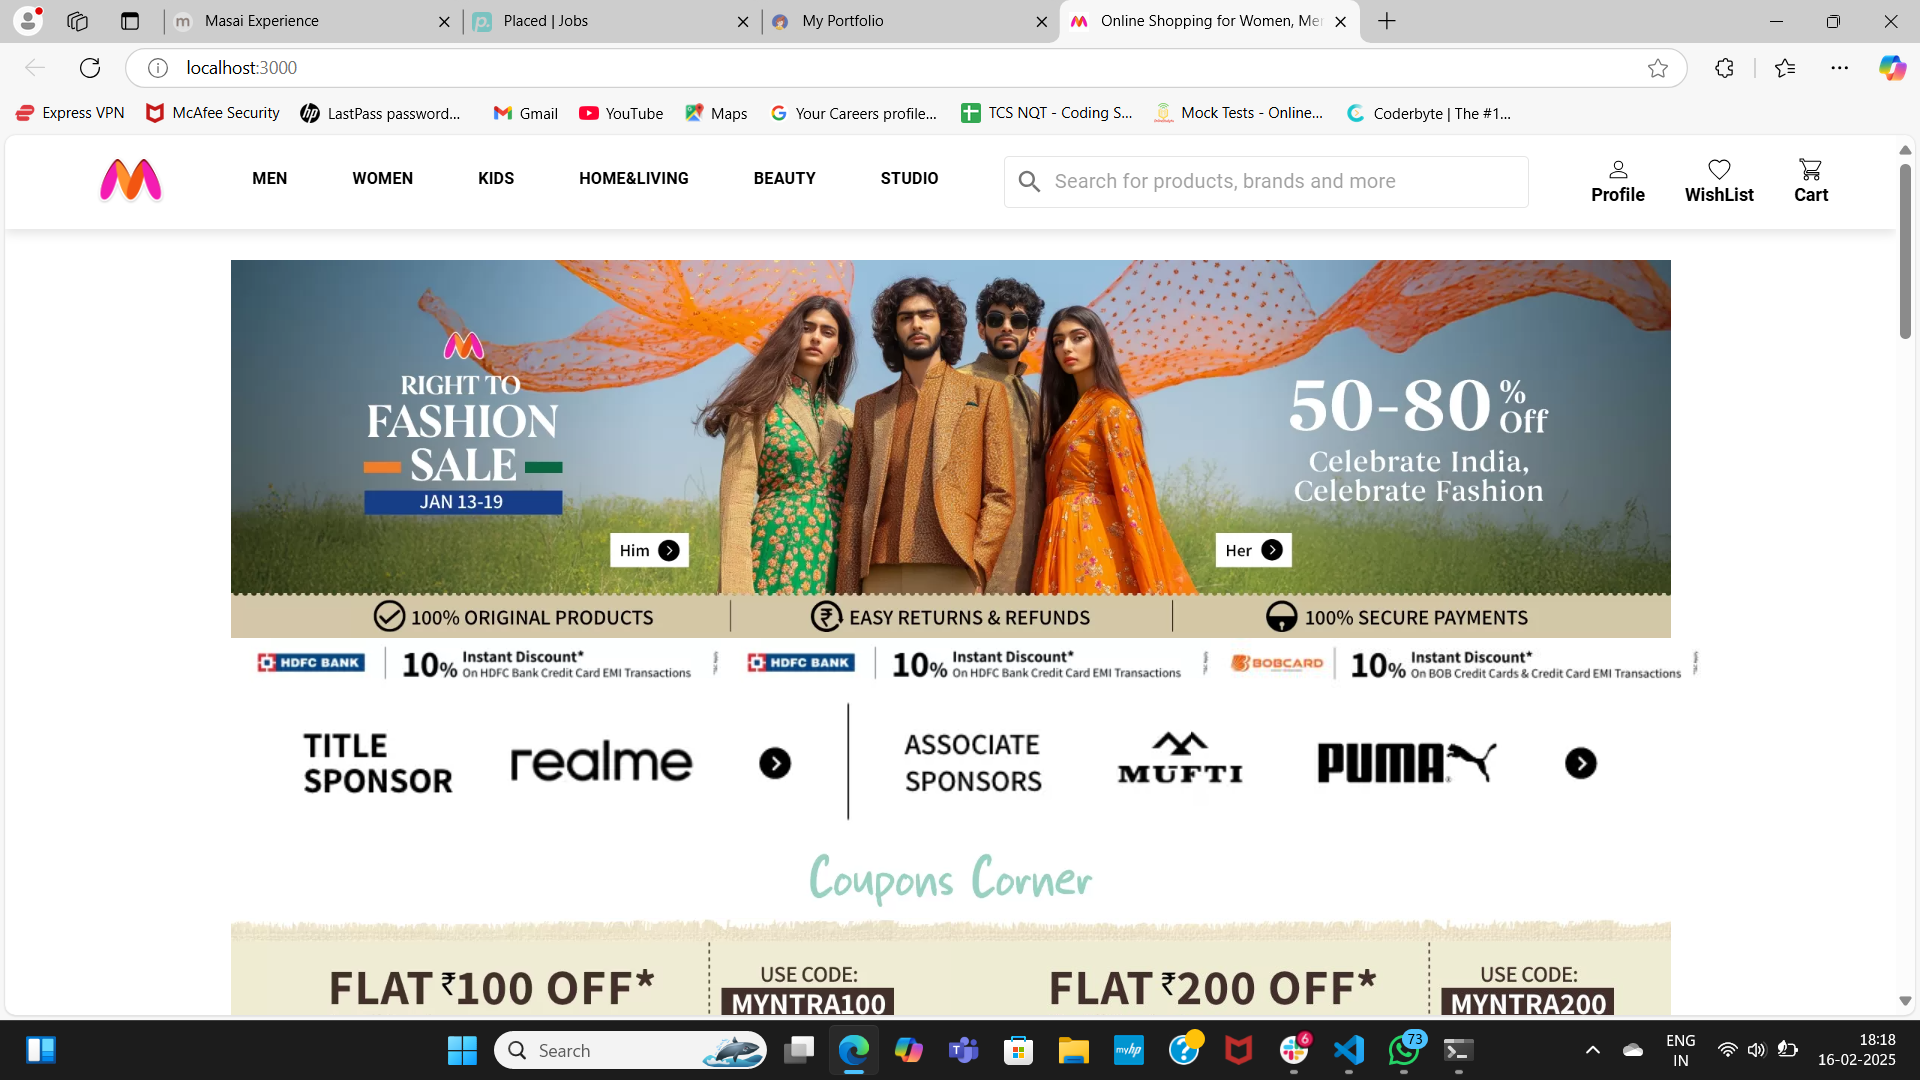 Masai Experience
Placed | Jobs
My Portfolio
Online Shopping for Women, Me
localhost:3000
Express VPN
McAfee Security
LastPass password...
Gmail
YouTube
Maps
Your Careers profile...
TCS NQT - Coding S...
Mock Tests - Online...
Coderbyte | The #1...
MEN
WOMEN
KIDS
HOME&LIVING
BEAUTY
STUDIO
Search for products, brands and more
Profile
WishList
Cart
RIGHT TO
FASHION
SALE
JAN 13-19
50-80% Off
Celebrate India,
Celebrate Fashion
Him
Her
100% ORIGINAL PRODUCTS
EASY RETURNS & REFUNDS
100% SECURE PAYMENTS
HDFC BANK
10% Instant Discount*
On HDFC Bank Credit Card EMI Transactions
HDFC BANK
10% Instant Discount*
On HDFC Bank Credit Card EMI Transactions
BOBCARD
10% Instant Discount*
On BOB Credit Cards & Credit Card EMI Transactions
TITLE
SPONSOR
realme
ASSOCIATE
SPONSORS
MUFTI
PUMA
Coupons Corner
FLAT ₹100 OFF*
USE CODE:
MYNTRA100
FLAT ₹200 OFF*
USE CODE:
MYNTRA200
Search
myhp
6
73
ENG
IN
18:18
16-02-2025